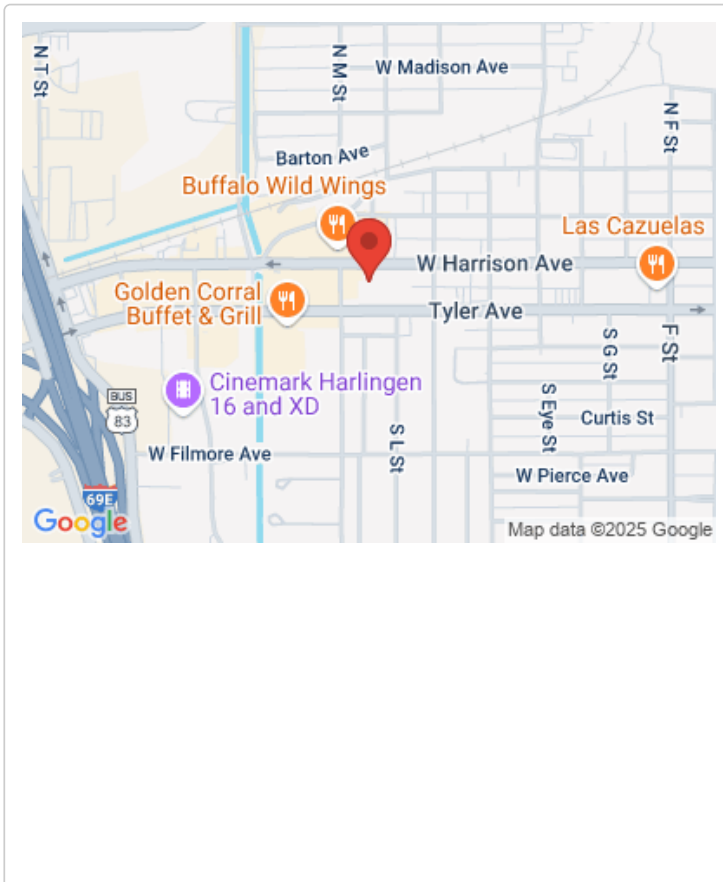 N T St
N M St
W Madison Ave
N F St
Barton Ave
Buffalo Wild Wings
Las Cazuelas
W Harrison Ave
Golden Corral
Buffet & Grill
Tyler Ave
S G St
F St
Cinemark Harlingen
16 and XD
BUS
83
S Eye St
Curtis St
S L St
W Filmore Ave
W Pierce Ave
69E
Google
Map data ©2025 Google